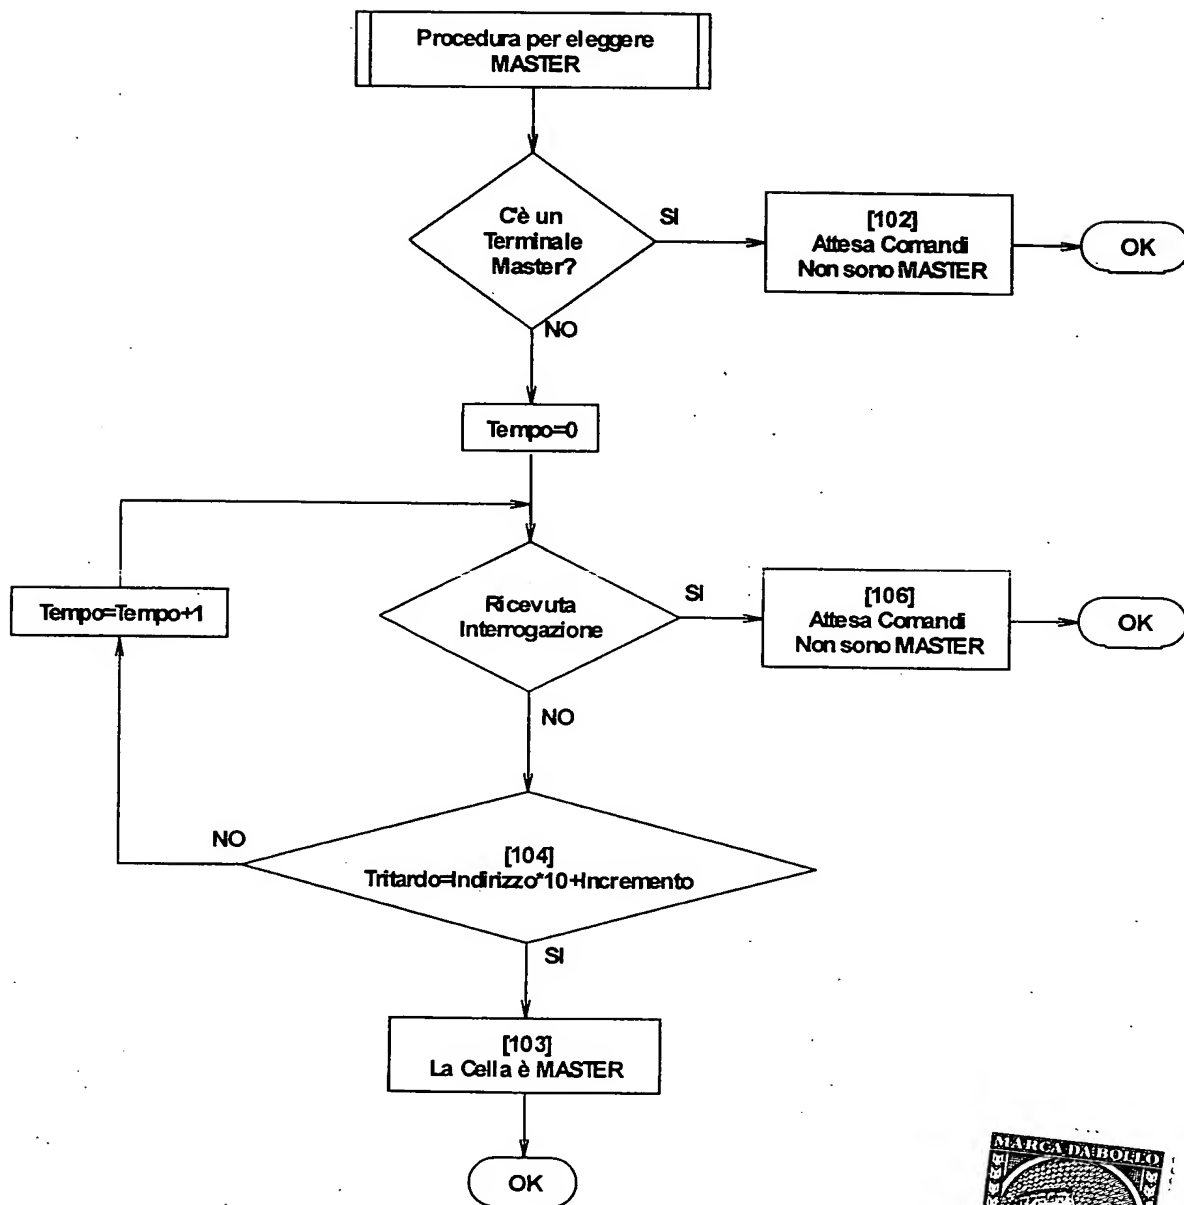 Procedura per eleggere
MASTER
C'è un
Terminale
Master?
SI
[102]
Attesa Comandi
Non sono MASTER
OK
NO
Tempo=0
Tempo=Tempo+1
Ricevuta
Interrogazione
SI
[106]
Attesa Comandi
Non sono MASTER
OK
NO
NO
[104]
Tritardo=Indirizzo*10+Incremento
SI
[103]
La Cella è MASTER
OK
MARCA DA BOLLO